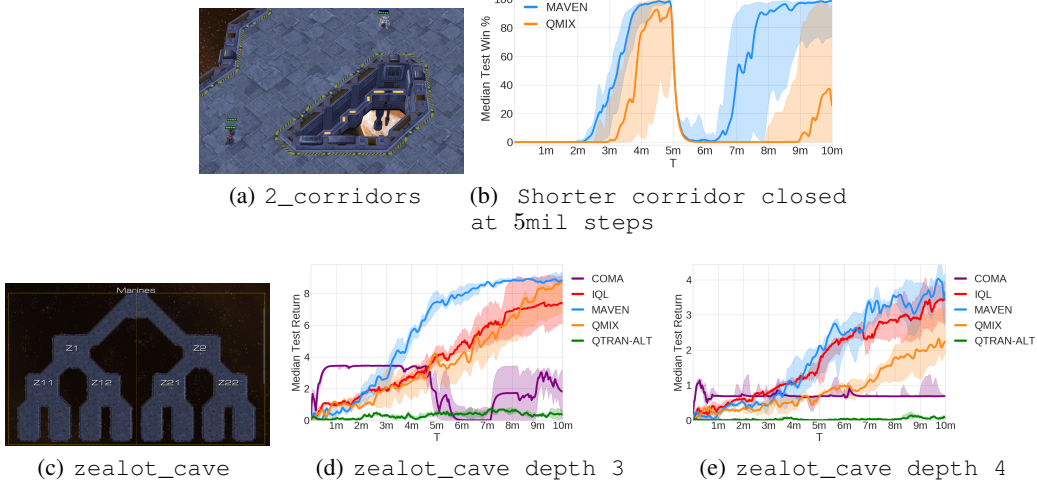 100
80
60
40
20
0
Median Test Win %
MAVEN
QMIX
1m 2m 3m 4m 5m 6m 7m 8m 9m 10m
T
(a) 2_corridors
(b) Shorter corridor closed
at 5mil steps
Marines
Z1 Z2
Z11 Z12 Z21 Z22
(c) zealot_cave
8
6
4
2
0
Median Test Return
1m 2m 3m 4m 5m 6m 7m 8m 9m 10m
T
COMA
IQL
MAVEN
QMIX
QTRAN-ALT
(d) zealot_cave depth 3
4
3
2
1
0
Median Test Return
1m 2m 3m 4m 5m 6m 7m 8m 9m 10m
T
COMA
IQL
MAVEN
QMIX
QTRAN-ALT
(e) zealot_cave depth 4